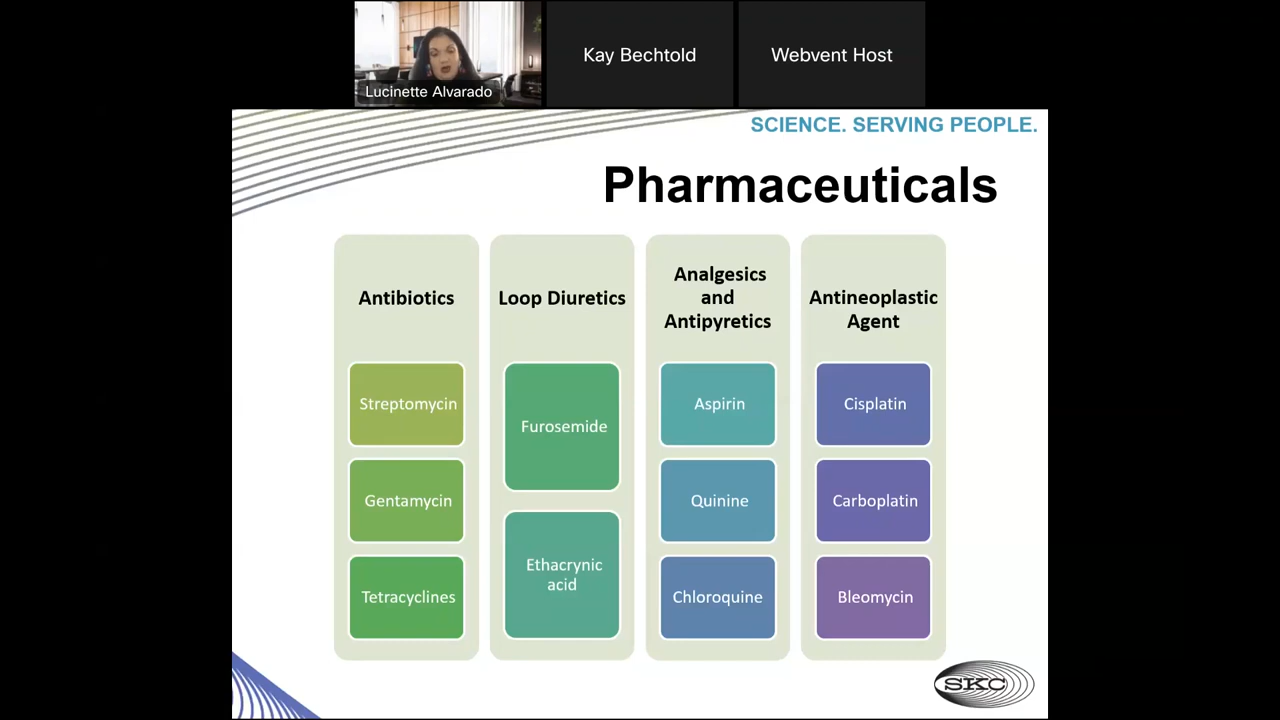 Lucinette Alvarado
Kay Bechtold
Webvent Host
SCIENCE. SERVING PEOPLE.
Pharmaceuticals
Antibiotics
Streptomycin
Gentamycin
Tetracyclines
Loop Diuretics
Furosemide
Ethacrynic
acid
Analgesics
and
Antipyretics
Aspirin
Quinine
Chloroquine
Antineoplastic
Agent
Cisplatin
Carboplatin
Bleomycin
SKC